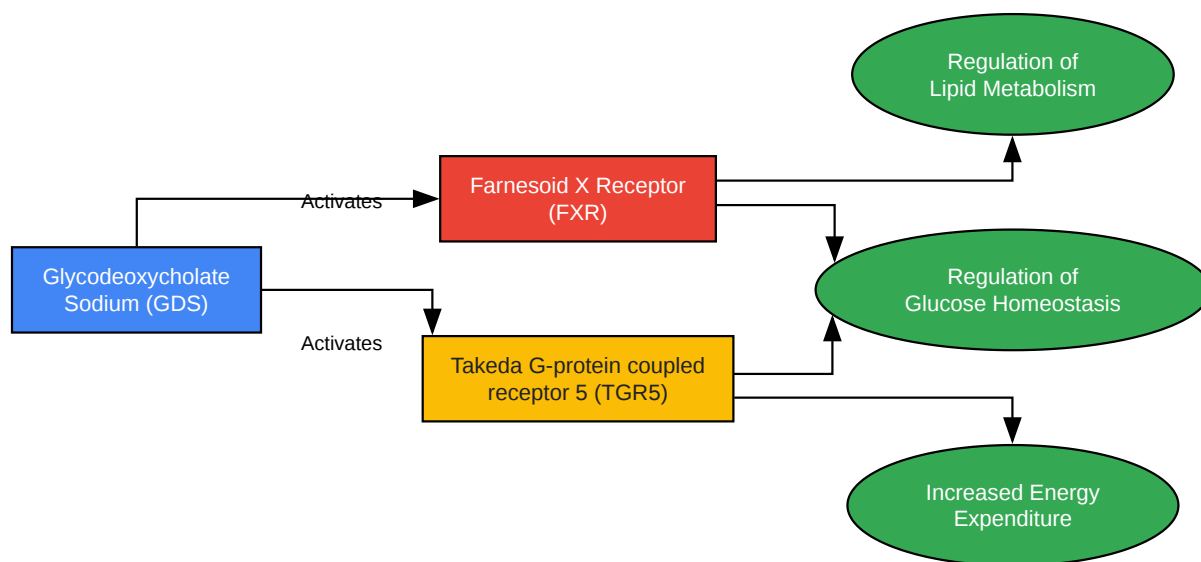 Regulation of
Lipid Metabolism
Farnesoid X Receptor
(FXR)
Activates
Glycodeoxycholate
Sodium (GDS)
Regulation of
Glucose Homeostasis
Activates
Takeda G-protein coupled
receptor 5 (TGR5)
Increased Energy
Expenditure